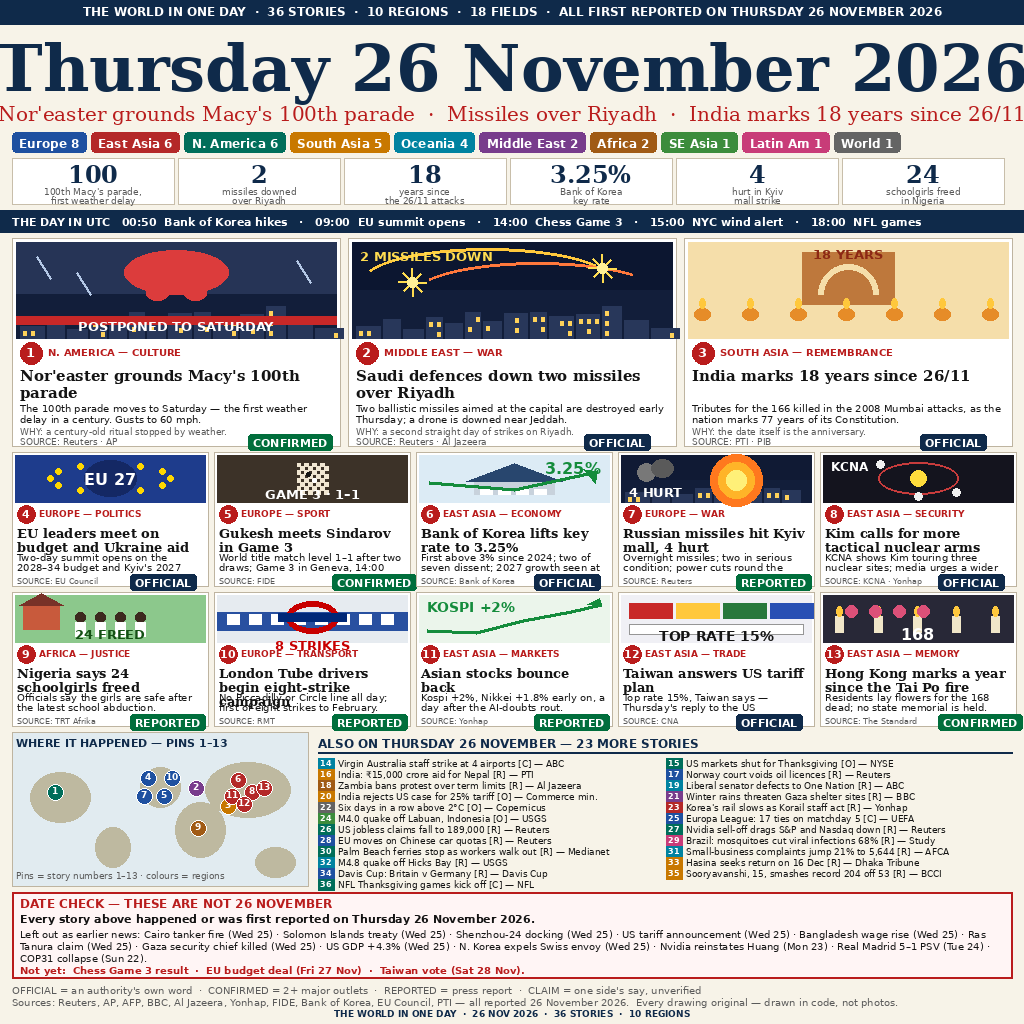 THE WORLD IN ONE DAY · 36 STORIES · 10 REGIONS · 18 FIELDS · ALL FIRST REPORTED ON THURSDAY 26 NOVEMBER 2026
Thursday 26 November 2026
Nor'easter grounds Macy's 100th parade · Missiles over Riyadh · India marks 18 years since 26/11
Europe 8 East Asia 6 N. America 6 South Asia 5 Oceania 4 Middle East 2 Africa 2 SE Asia 1 Latin Am 1 World 1
100
100th Macy's parade,
first weather delay
2
missiles downed
over Riyadh
18
years since
the 26/11 attacks
3.25%
Bank of Korea
key rate
4
hurt in Kyiv
mall strike
24
schoolgirls freed
in Nigeria
THE DAY IN UTC 00:50 Bank of Korea hikes · 09:00 EU summit opens · 14:00 Chess Game 3 · 15:00 NYC wind alert · 18:00 NFL games
POSTPONED TO SATURDAY
1 N. AMERICA — CULTURE
Nor'easter grounds Macy's 100th
parade
The 100th parade moves to Saturday — the first weather
delay in a century. Gusts to 60 mph.
WHY: a century-old ritual stopped by weather.
SOURCE: Reuters · AP
CONFIRMED
2 MISSILES DOWN
2 MIDDLE EAST — WAR
Saudi defences down two missiles
over Riyadh
Two ballistic missiles aimed at the capital are destroyed early
Thursday; a drone is downed near Jeddah.
WHY: a second straight day of strikes on Riyadh.
SOURCE: Reuters · Al Jazeera
OFFICIAL
18 YEARS
3 SOUTH ASIA — REMEMBRANCE
India marks 18 years since 26/11
Tributes for the 166 killed in the 2008 Mumbai attacks, as the
nation marks 77 years of its Constitution.
WHY: the date itself is the anniversary.
SOURCE: PTI · PIB
OFFICIAL
EU 27
4 EUROPE — POLITICS
EU leaders meet on
budget and Ukraine aid
Two-day summit opens on the
2028–34 budget and Kyiv's 2027
SOURCE: EU Council
OFFICIAL
GAME 3 · 1–1
5 EUROPE — SPORT
Gukesh meets Sindarov
in Game 3
World title match level 1–1 after two
draws; Game 3 in Geneva, 14:00
SOURCE: FIDE
CONFIRMED
3.25%
6 EAST ASIA — ECONOMY
Bank of Korea lifts key
rate to 3.25%
First above 3% since 2024; two of
seven dissent; 2027 growth seen at
SOURCE: Bank of Korea
OFFICIAL
4 HURT
7 EUROPE — WAR
Russian missiles hit Kyiv
mall, 4 hurt
Overnight missiles; two in serious
condition; power cuts round the
SOURCE: Reuters
REPORTED
KCNA
8 EAST ASIA — SECURITY
Kim calls for more
tactical nuclear arms
KCNA shows Kim touring three
nuclear sites; media urges a wider
SOURCE: KCNA · Yonhap
OFFICIAL
24 FREED
9 AFRICA — JUSTICE
Nigeria says 24
schoolgirls freed
Officials say the girls are safe after
the latest school abduction.
SOURCE: TRT Afrika
REPORTED
8 STRIKES
10 EUROPE — TRANSPORT
London Tube drivers
begin eight-strike
campaign
No Piccadilly or Circle line all day;
first of eight strikes to February.
SOURCE: RMT
REPORTED
KOSPI +2%
11 EAST ASIA — MARKETS
Asian stocks bounce
back
Kospi +2%, Nikkei +1.8% early on, a
day after the AI-doubts rout.
SOURCE: Yonhap
REPORTED
TOP RATE 15%
12 EAST ASIA — TRADE
Taiwan answers US tariff
plan
Top rate 15%, Taiwan says —
Thursday's reply to the US
SOURCE: CNA
OFFICIAL
168
13 EAST ASIA — MEMORY
Hong Kong marks a year
since the Tai Po fire
Residents lay flowers for the 168
dead; no state memorial is held.
SOURCE: The Standard
CONFIRMED
WHERE IT HAPPENED — PINS 1–13
1
4
10
7
5
2
6
11
8
13
3
12
9
Pins = story numbers 1–13 · colours = regions
ALSO ON THURSDAY 26 NOVEMBER — 23 MORE STORIES
14 Virgin Australia staff strike at 4 airports [C] — ABC
15 US markets shut for Thanksgiving [O] — NYSE
16 India: ₹15,000 crore aid for Nepal [R] — PTI
17 Norway court voids oil licences [R] — Reuters
18 Zambia bans protest over term limits [R] — Al Jazeera
19 Liberal senator defects to One Nation [R] — ABC
20 India rejects US case for 25% tariff [O] — Commerce min.
21 Winter rains threaten Gaza shelter sites [R] — BBC
22 Six days in a row above 2°C [O] — Copernicus
23 Korea's rail slows as Korail staff act [R] — Yonhap
24 M4.0 quake off Labuan, Indonesia [O] — USGS
25 Europa League: 17 ties on matchday 5 [C] — UEFA
26 US jobless claims fall to 189,000 [R] — Reuters
27 Nvidia sell-off drags S&P and Nasdaq down [R] — Reuters
28 EU moves on Chinese car quotas [R] — Reuters
29 Brazil: mosquitoes cut viral infections 68% [R] — Study
30 Palm Beach ferries stop as workers walk out [R] — Medianet
31 Small-business complaints jump 21% to 5,644 [R] — AFCA
32 M4.8 quake off Hicks Bay [R] — USGS
33 Hasina seeks return on 16 Dec [R] — Dhaka Tribune
34 Davis Cup: Britain v Germany [R] — Davis Cup
35 Sooryavanshi, 15, smashes record 204 off 53 [R] — BCCI
36 NFL Thanksgiving games kick off [C] — NFL
DATE CHECK — THESE ARE NOT 26 NOVEMBER
Every story above happened or was first reported on Thursday 26 November 2026.
Left out as earlier news: Cairo tanker fire (Wed 25) · Solomon Islands treaty (Wed 25) · Shenzhou-24 docking (Wed 25) · US tariff announcement (Wed 25) · Bangladesh wage rise (Wed 25) · Ras
Tanura claim (Wed 25) · Gaza security chief killed (Wed 25) · US GDP +4.3% (Wed 25) · N. Korea expels Swiss envoy (Wed 25) · Nvidia reinstates Huang (Mon 23) · Real Madrid 5–1 PSV (Tue 24) ·
COP31 collapse (Sun 22).
Not yet: Chess Game 3 result · EU budget deal (Fri 27 Nov) · Taiwan vote (Sat 28 Nov).
OFFICIAL = an authority's own word · CONFIRMED = 2+ major outlets · REPORTED = press report · CLAIM = one side's say, unverified
Sources: Reuters, AP, AFP, BBC, Al Jazeera, Yonhap, FIDE, Bank of Korea, EU Council, PTI — all reported 26 November 2026. Every drawing original — drawn in code, not photos.
THE WORLD IN ONE DAY · 26 NOV 2026 · 36 STORIES · 10 REGIONS